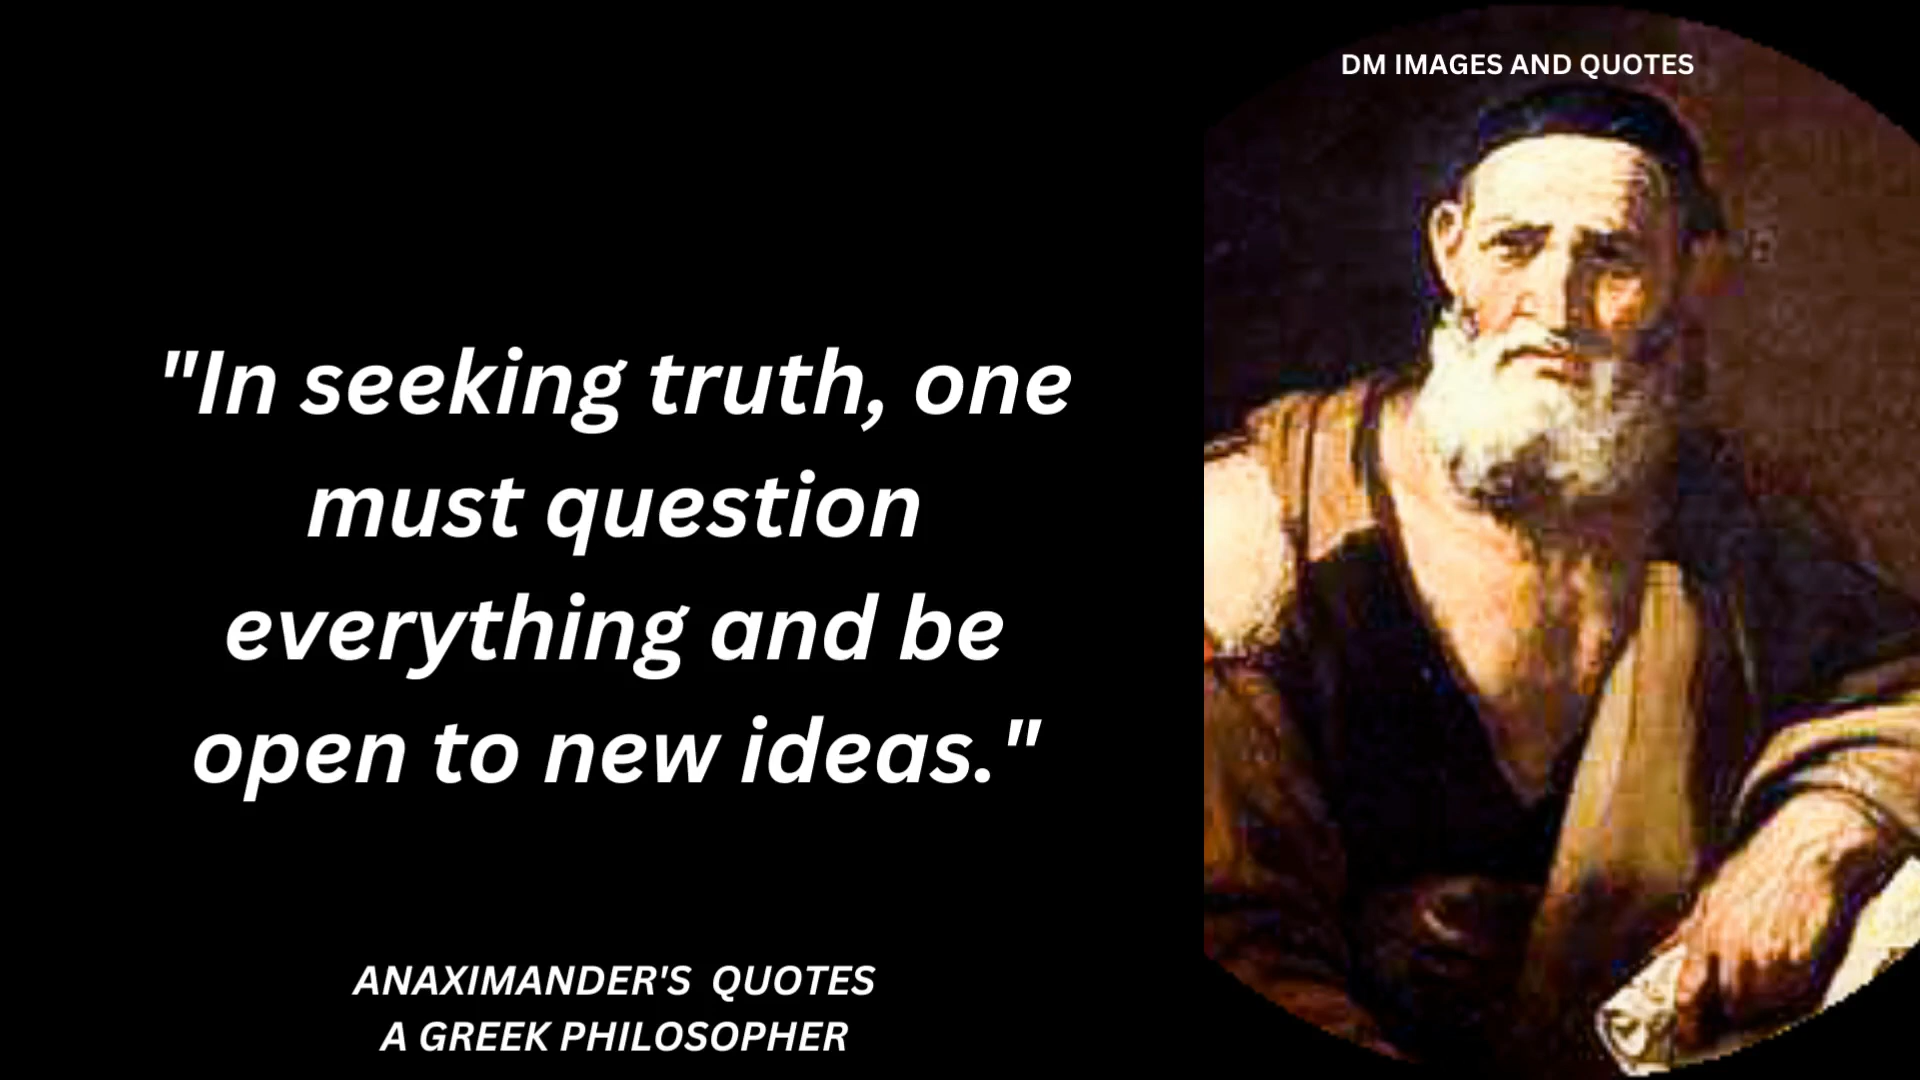 DM IMAGES AND QUOTES
"In seeking truth, one
must question
everything and be
open to new ideas."
ANAXIMANDER'S  QUOTES
A GREEK PHILOSOPHER